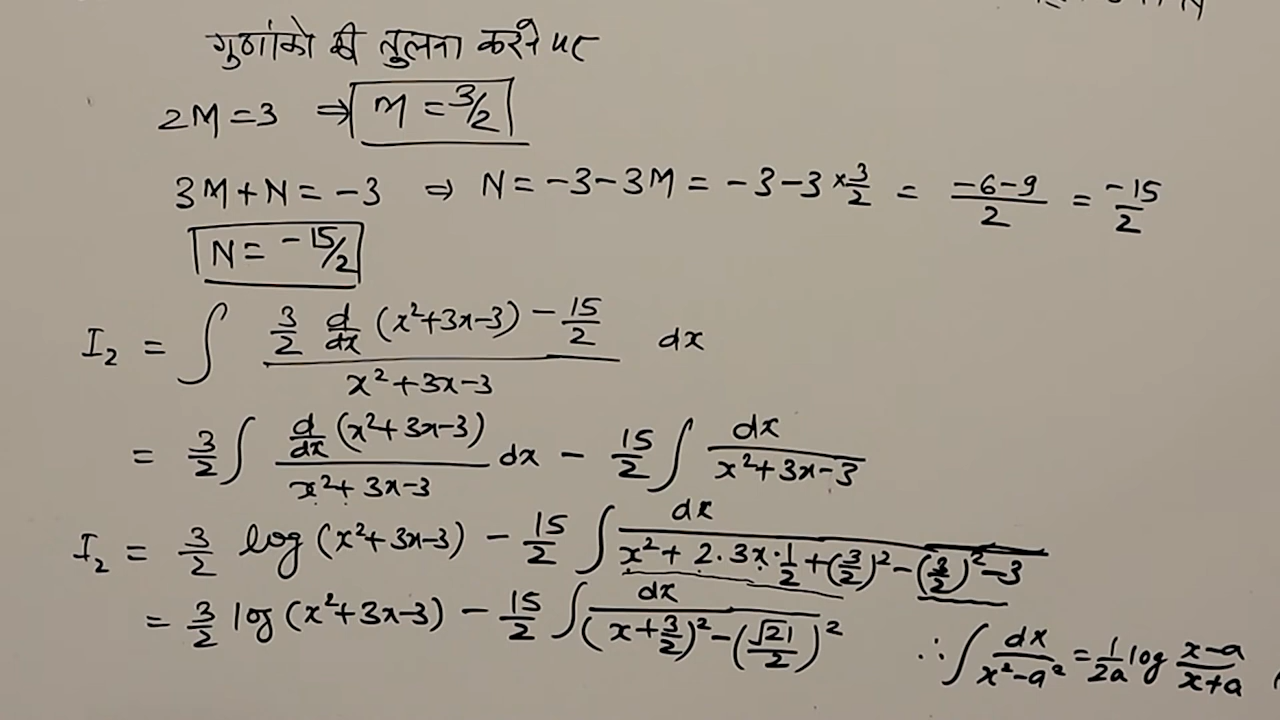 गुणांको की तुलना करने पर
2M = 3 ⇒ M = 3/2
3M + N = -3 ⇒ N = -3 - 3M = -3 - 3 × 3/2 = (-6-9)/2 = -15/2
N = -15/2
I₂ = ∫ (3/2 d/dx (x²+3x-3) - 15/2)/(x²+3x-3) dx
= 3/2 ∫ (d/dx (x²+3x-3))/(x²+3x-3) dx - 15/2 ∫ dx/(x²+3x-3)
I₂ = 3/2 log (x²+3x-3) - 15/2 ∫ dx/(x² + 2.3x.1/2 + (3/2)² - (3/2)² - 3)
= 3/2 log (x²+3x-3) - 15/2 ∫ dx/((x+3/2)² - (√21/2)²)
∴ ∫ dx/(x²-a²) = 1/2a log (x-a)/(x+a)